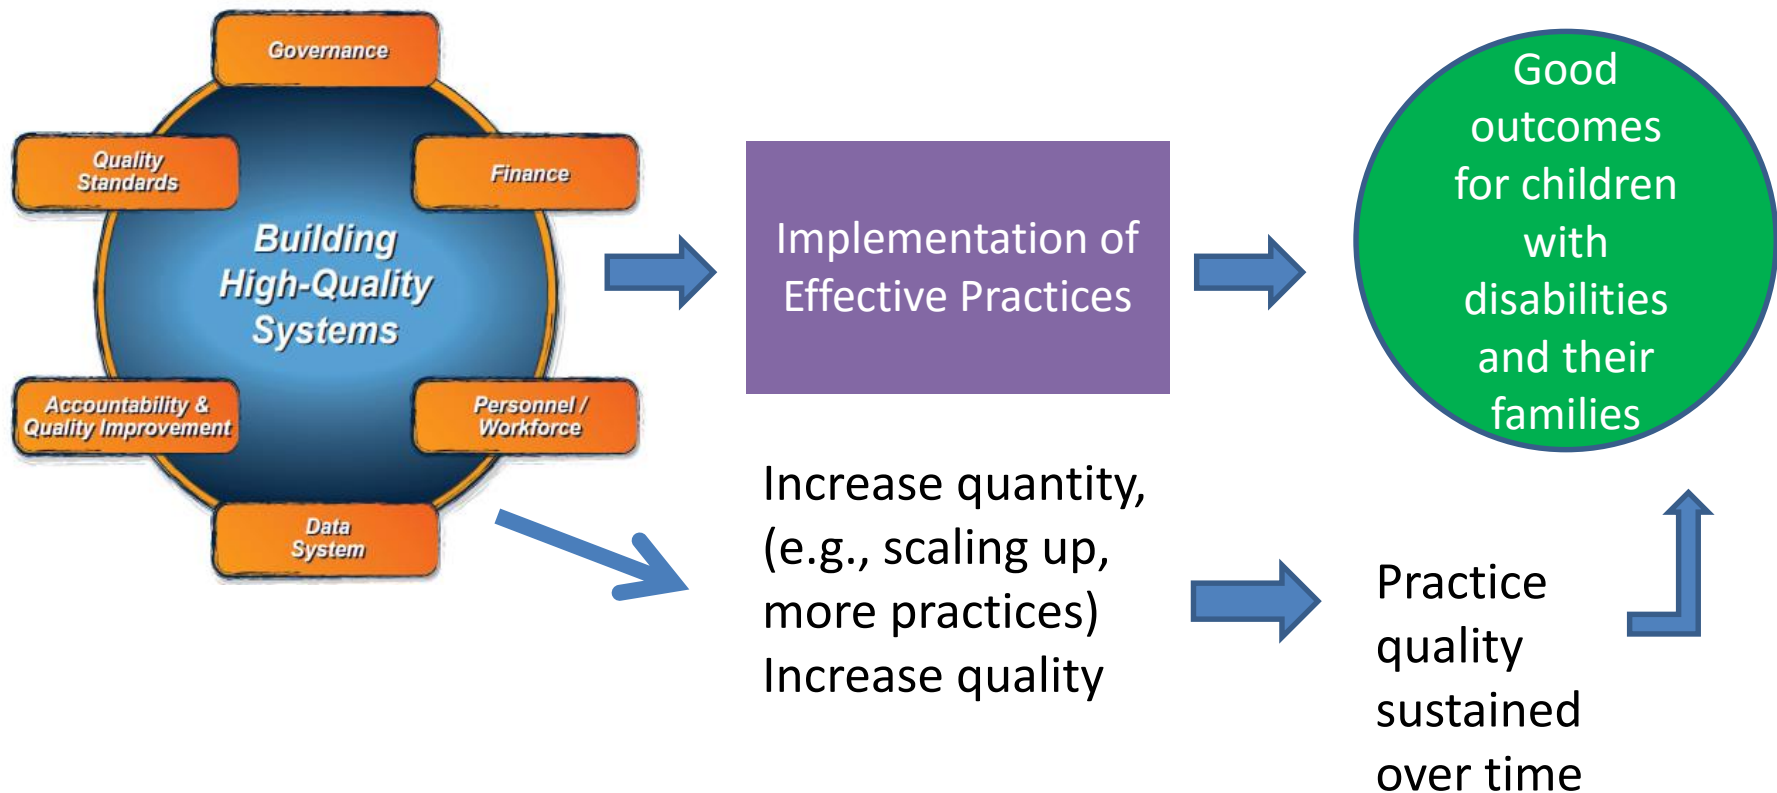 Governance
Quality
Standards
Finance
Building
High-Quality
Systems
Accountability &
Quality Improvement
Personnel /
Workforce
Data
System
Implementation of
Effective Practices
Good
outcomes
for children
with
disabilities
and their
families
Increase quantity,
(e.g., scaling up,
more practices)
Increase quality
Practice
quality
sustained
over time